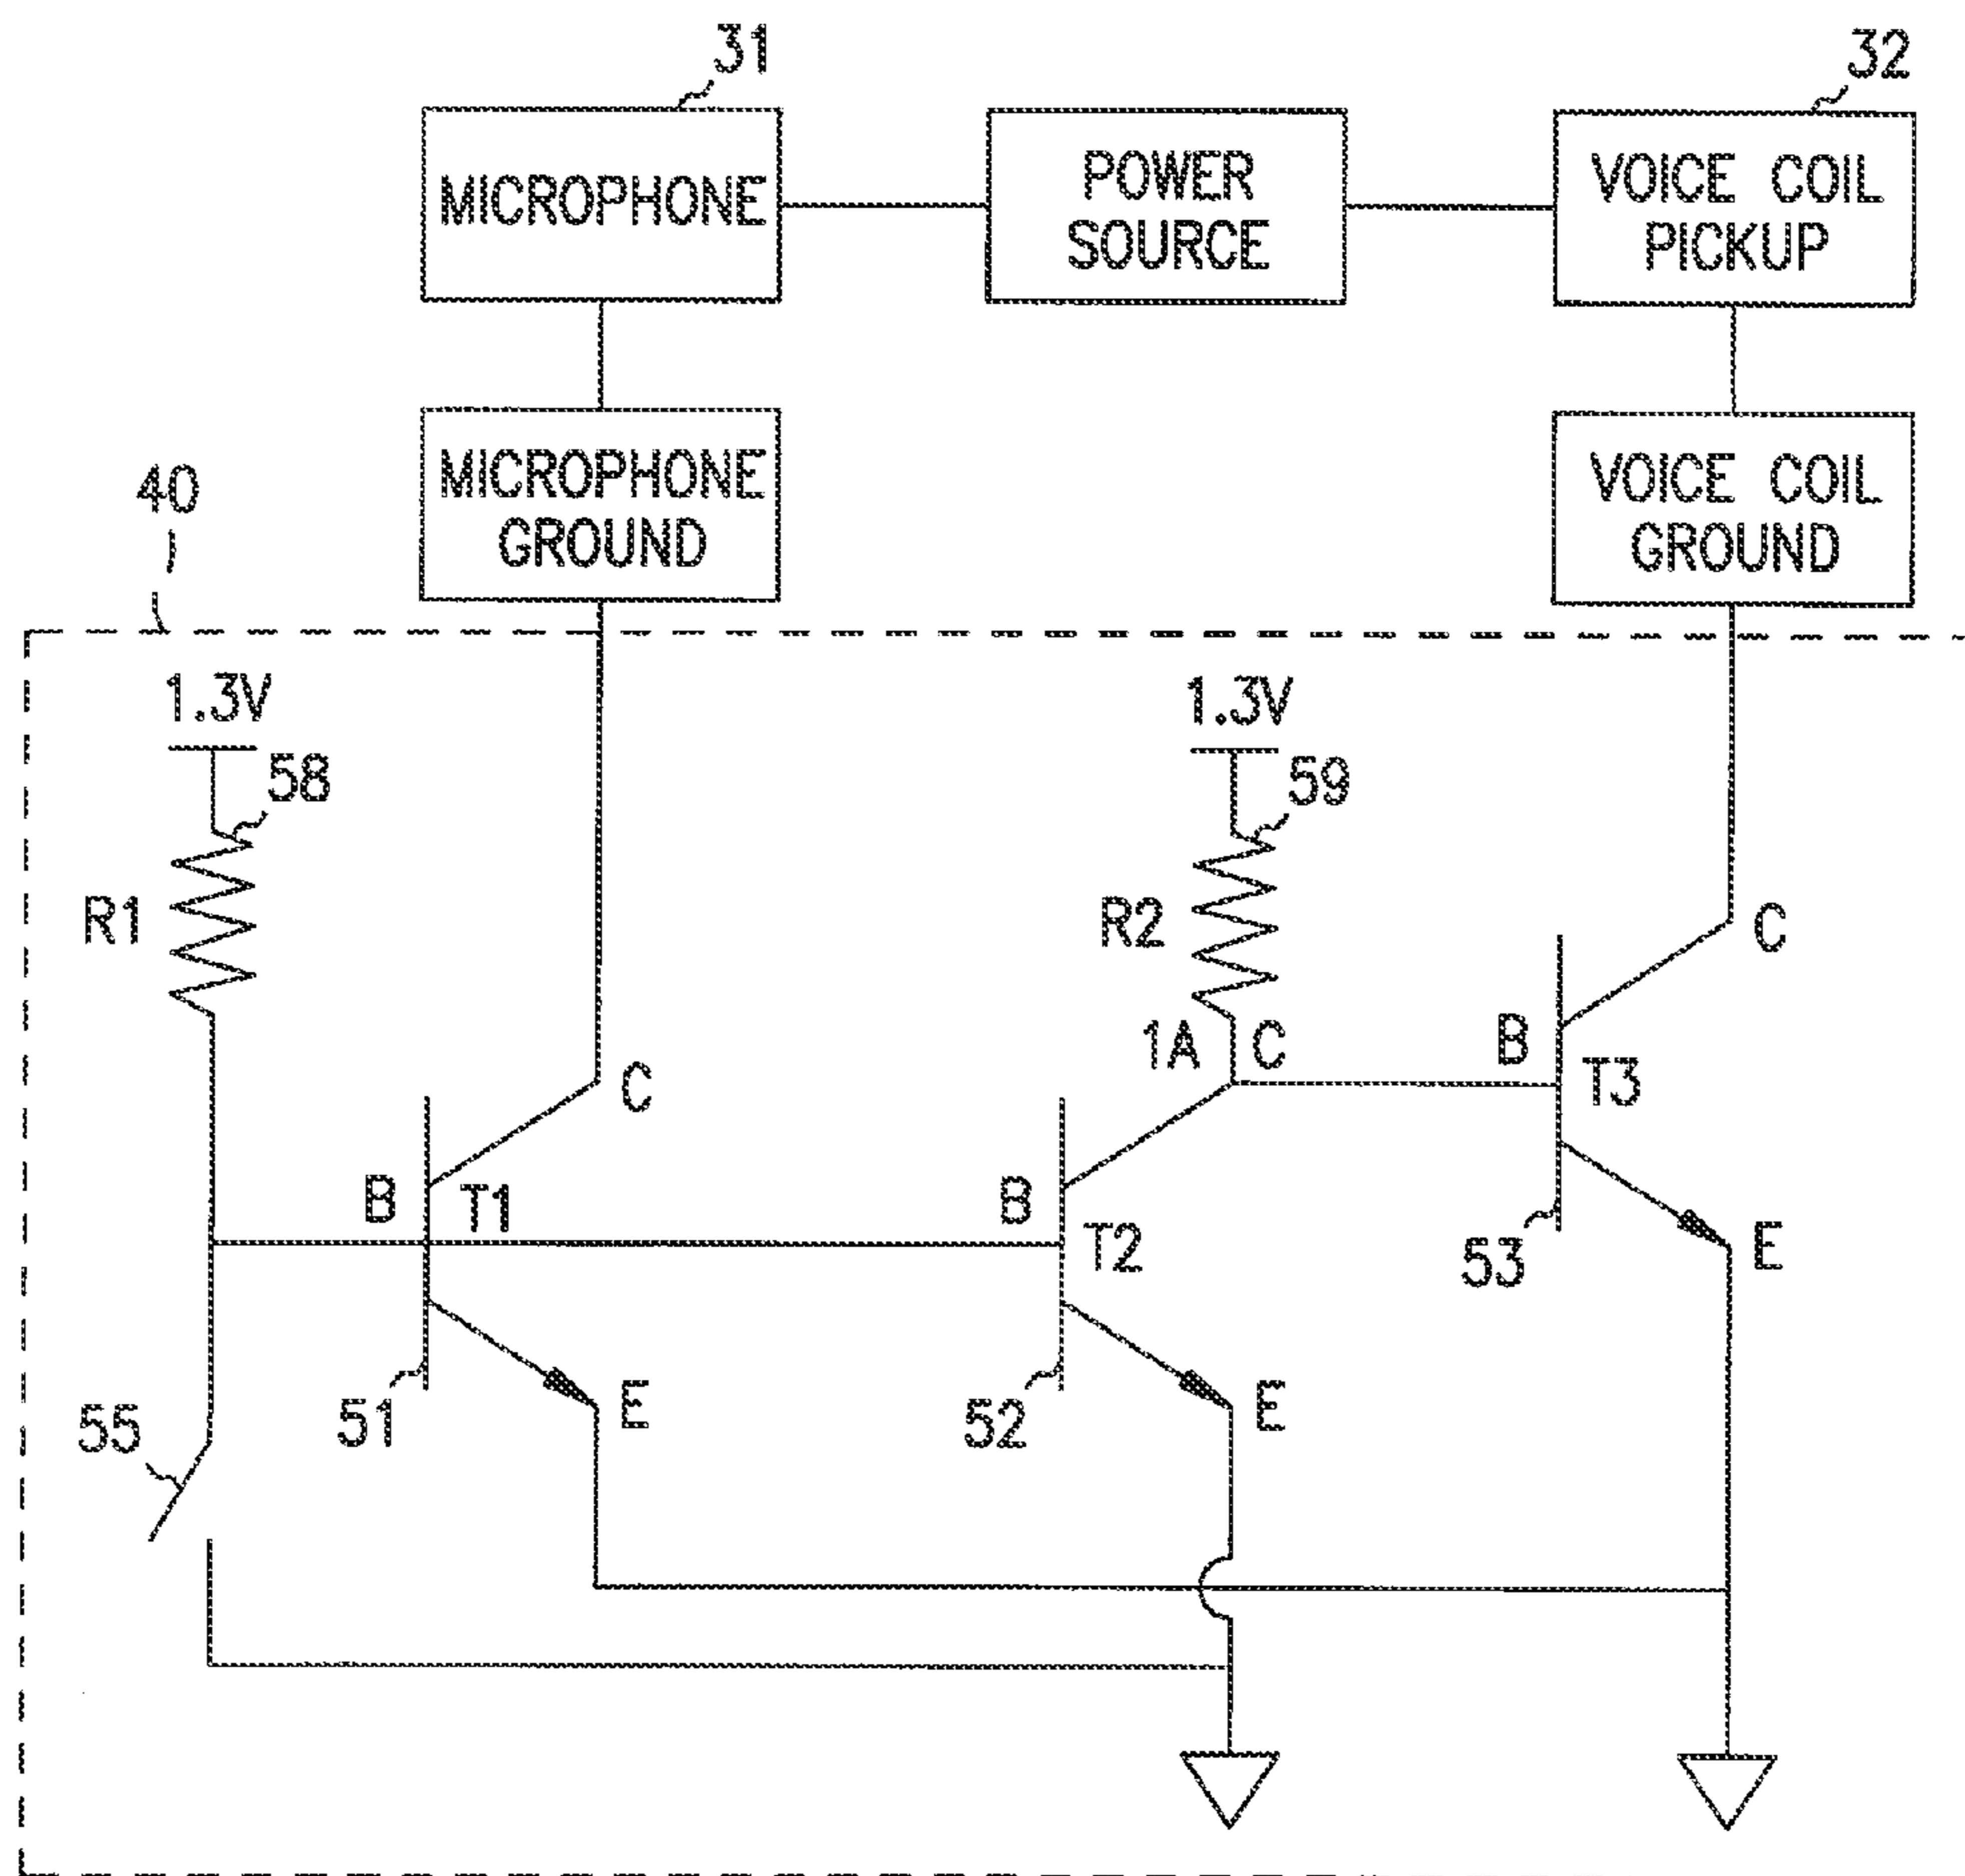 31
32
MICROPHONE
POWER
SOURCE
VOICE COIL
PICKUP
MICROPHONE
GROUND
VOICE COIL
GROUND
40
1.3V
1.3V
58
59
R1
R2
C
1A
C
B
T3
C
B
T1
B
T2
53
E
55
51
E
52
E